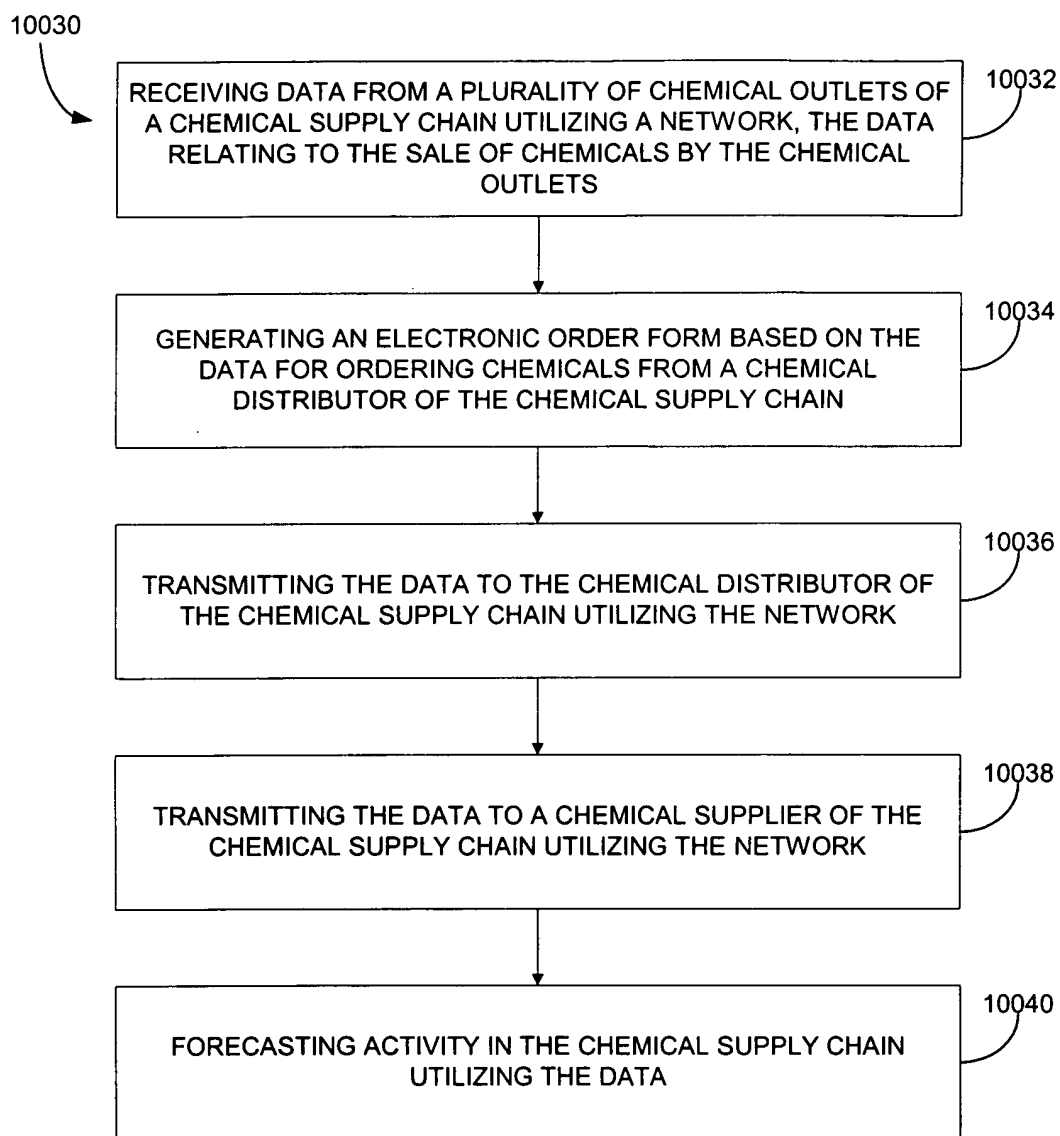 10030
RECEIVING DATA FROM A PLURALITY OF CHEMICAL OUTLETS OF
A CHEMICAL SUPPLY CHAIN UTILIZING A NETWORK, THE DATA
RELATING TO THE SALE OF CHEMICALS BY THE CHEMICAL
OUTLETS
10032
GENERATING AN ELECTRONIC ORDER FORM BASED ON THE
DATA FOR ORDERING CHEMICALS FROM A CHEMICAL
DISTRIBUTOR OF THE CHEMICAL SUPPLY CHAIN
10034
TRANSMITTING THE DATA TO THE CHEMICAL DISTRIBUTOR OF
THE CHEMICAL SUPPLY CHAIN UTILIZING THE NETWORK
10036
TRANSMITTING THE DATA TO A CHEMICAL SUPPLIER OF THE
CHEMICAL SUPPLY CHAIN UTILIZING THE NETWORK
10038
FORECASTING ACTIVITY IN THE CHEMICAL SUPPLY CHAIN
UTILIZING THE DATA
10040